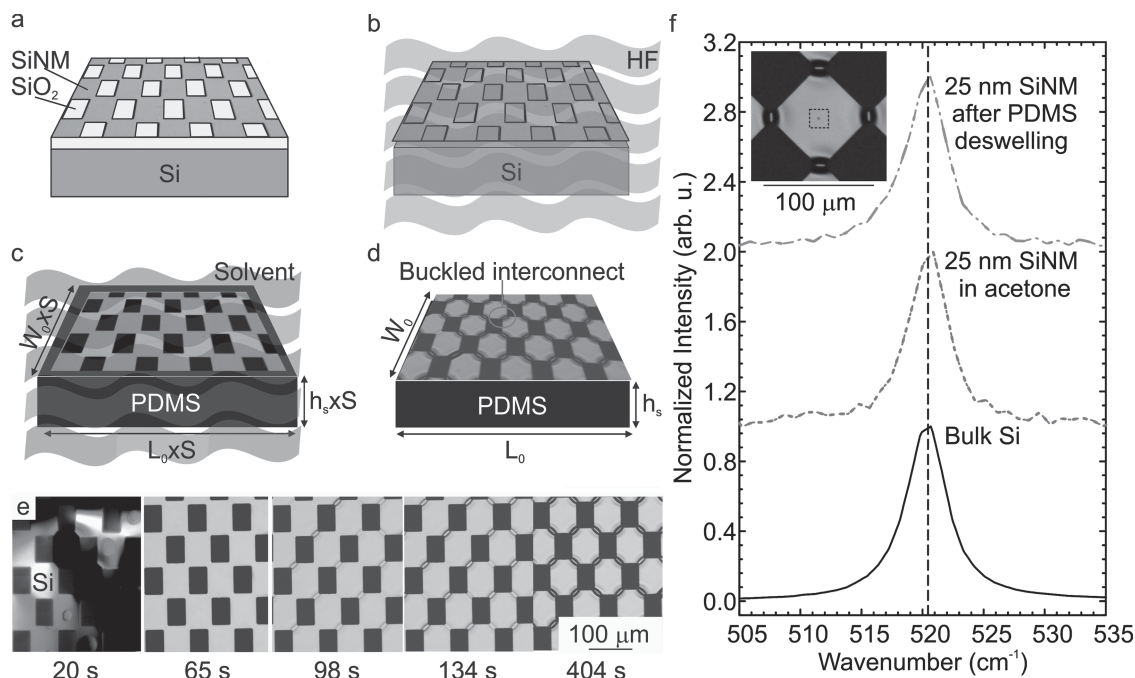 a
SiNM
SiO₂
Si
b
HF
Si
c
Solvent
W₀xS
PDMS
hₛxS
L₀xS
d
Buckled interconnect
W₀
PDMS
hₛ
L₀
e
Si
100 μm
20 s
65 s
98 s
134 s
404 s
f
Normalized Intensity (arb. u.)
3.2
2.8
2.4
2.0
1.6
1.2
0.8
0.4
0.0
100 μm
25 nm SiNM
after PDMS
deswelling
25 nm SiNM
in acetone
Bulk Si
505
510
515
520
525
530
535
Wavenumber (cm⁻¹)